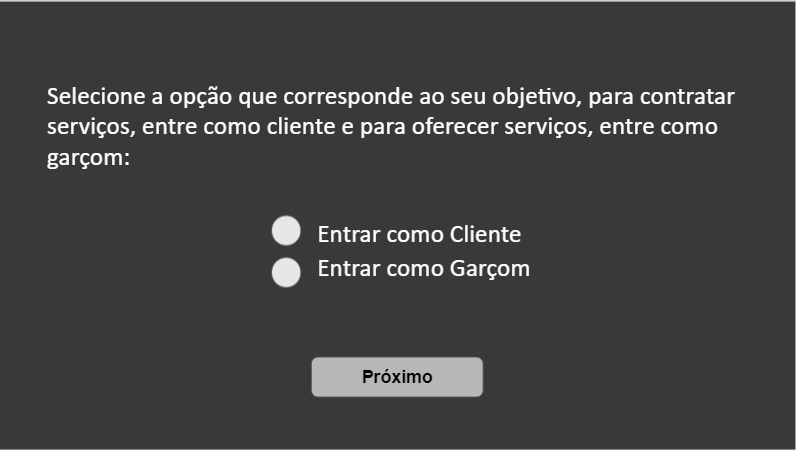 Selecione a opção que corresponde ao seu objetivo, para contratar
serviços, entre como cliente e para oferecer serviços, entre como
garçom:
Entrar como Cliente
Entrar como Garçom
Próximo